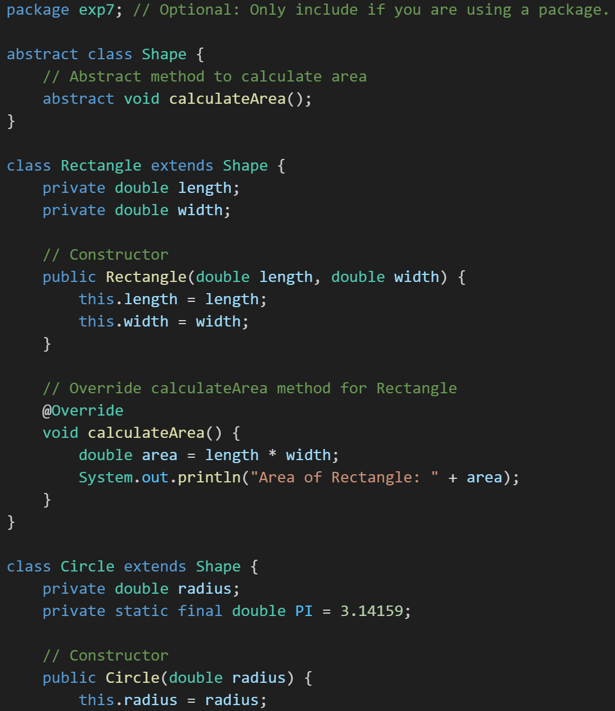 package exp7; // Optional: Only include if you are using a package.
abstract class Shape {
    // Abstract method to calculate area
    abstract void calculateArea();
}
class Rectangle extends Shape {
    private double length;
    private double width;
    // Constructor
    public Rectangle(double length, double width) {
        this.length = length;
        this.width = width;
    }
    // Override calculateArea method for Rectangle
    @Override
    void calculateArea() {
        double area = length * width;
        System.out.println("Area of Rectangle: " + area);
    }
}
class Circle extends Shape {
    private double radius;
    private static final double PI = 3.14159;
    // Constructor
    public Circle(double radius) {
        this.radius = radius;